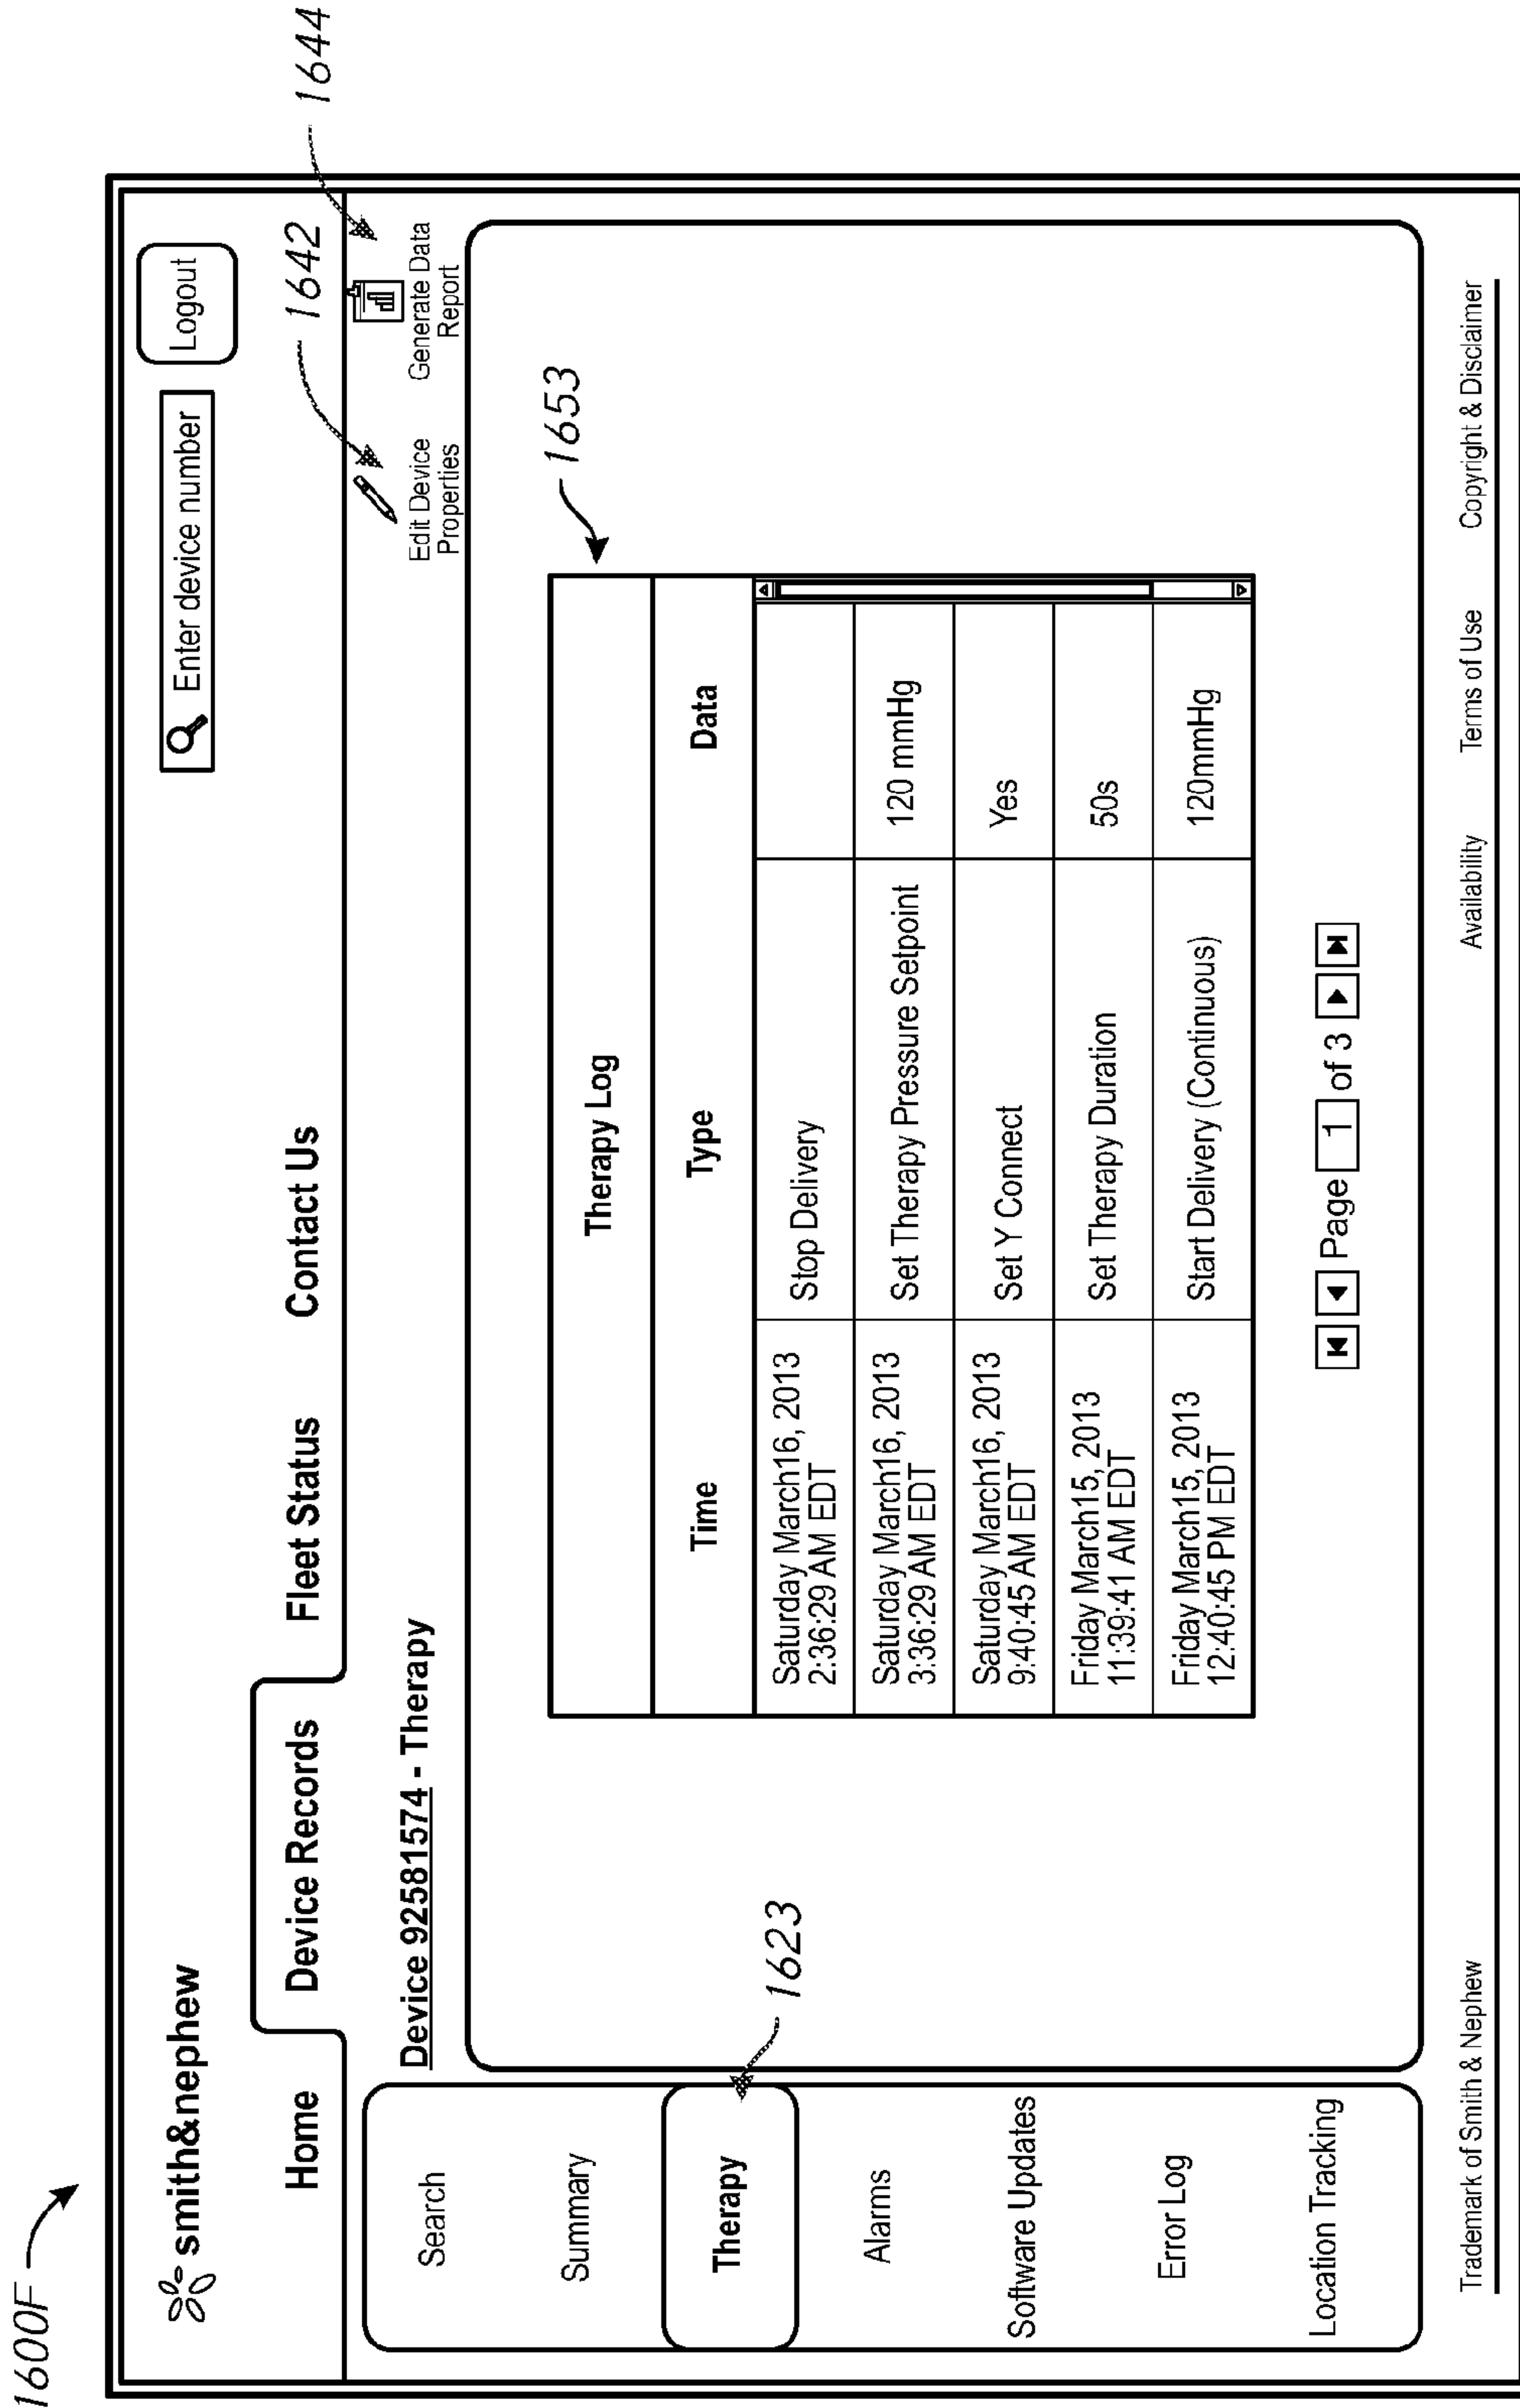 1600F
smith&nephew
Enter device number
Logout
Home
Device Records
Fleet Status
Contact Us
1642
1644
Device 92581574 - Therapy
Edit Device
Properties
Generate Data
Report
Search
Summary
Therapy
Alarms
Software Updates
Error Log
Location Tracking
1623
1653
Therapy Log
Time Type Data
Saturday March16, 2013
2:36:29 AM EDT
Stop Delivery
Saturday March16, 2013
3:36:29 AM EDT
Set Therapy Pressure Setpoint
120 mmHg
Saturday March16, 2013
9:40:45 AM EDT
Set Y Connect
Yes
Friday March15, 2013
11:39:41 AM EDT
Set Therapy Duration
50s
Friday March15, 2013
12:40:45 PM EDT
Start Delivery (Continuous)
120mmHg
Page 1 of 3
Trademark of Smith & Nephew
Availability
Terms of Use
Copyright & Disclaimer